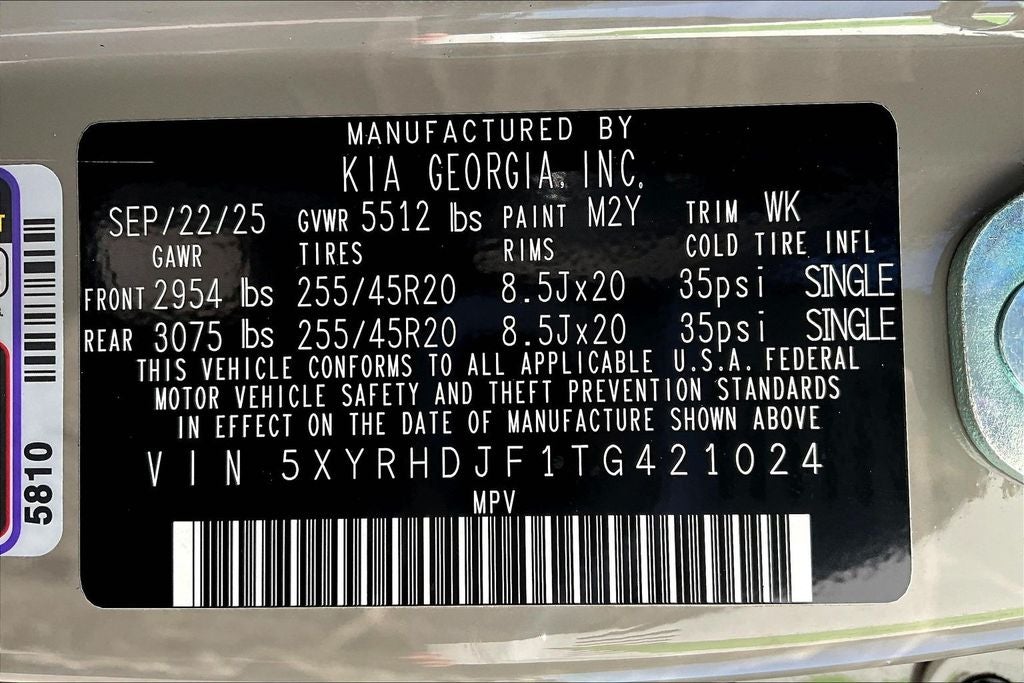 MANUFACTURED BY
KIA GEORGIA, INC.
SEP/22/25 GVWR 5512 lbs PAINT M2Y TRIM WK
GAWR TIRES RIMS COLD TIRE INFL
FRONT 2954 lbs 255/45R20 8.5Jx20 35psi SINGLE
REAR 3075 lbs 255/45R20 8.5Jx20 35psi SINGLE
THIS VEHICLE CONFORMS TO ALL APPLICABLE U.S.A. FEDERAL
MOTOR VEHICLE SAFETY AND THEFT PREVENTION STANDARDS
IN EFFECT ON THE DATE OF MANUFACTURE SHOWN ABOVE
VIN 5XYRHDJF1TG421024
MPV
5810